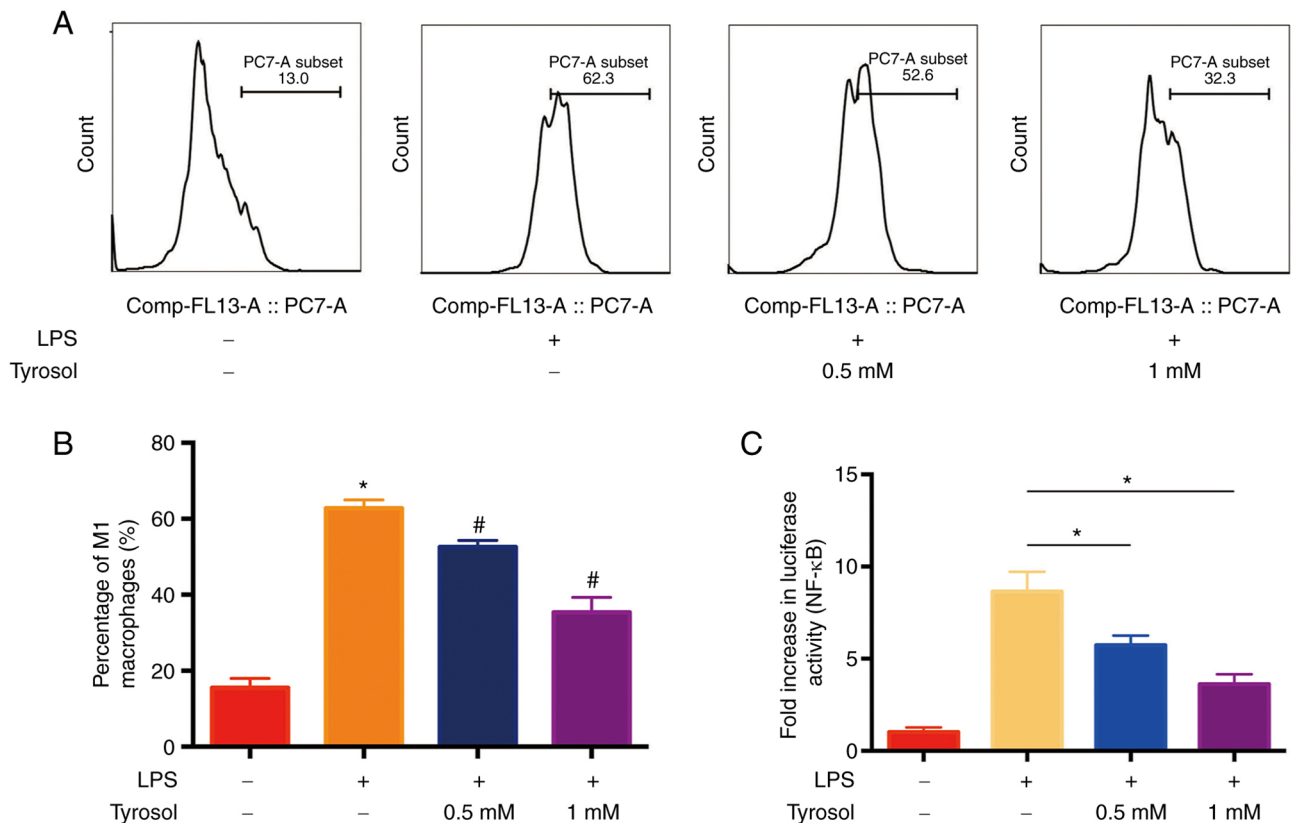 A
PC7-A subset
13.0
PC7-A subset
62.3
PC7-A subset
52.6
PC7-A subset
32.3
Count
Count
Count
Count
Comp-FL13-A :: PC7-A
Comp-FL13-A :: PC7-A
Comp-FL13-A :: PC7-A
Comp-FL13-A :: PC7-A
LPS – + + +
Tyrosol – – 0.5 mM 1 mM
B
Percentage of M1
macrophages (%)
80
60
40
20
0
*
#
#
LPS – + + +
Tyrosol – – 0.5 mM 1 mM
C
Fold increase in luciferase
activity (NF-κB)
15
10
5
0
*
*
LPS – + + +
Tyrosol – – 0.5 mM 1 mM